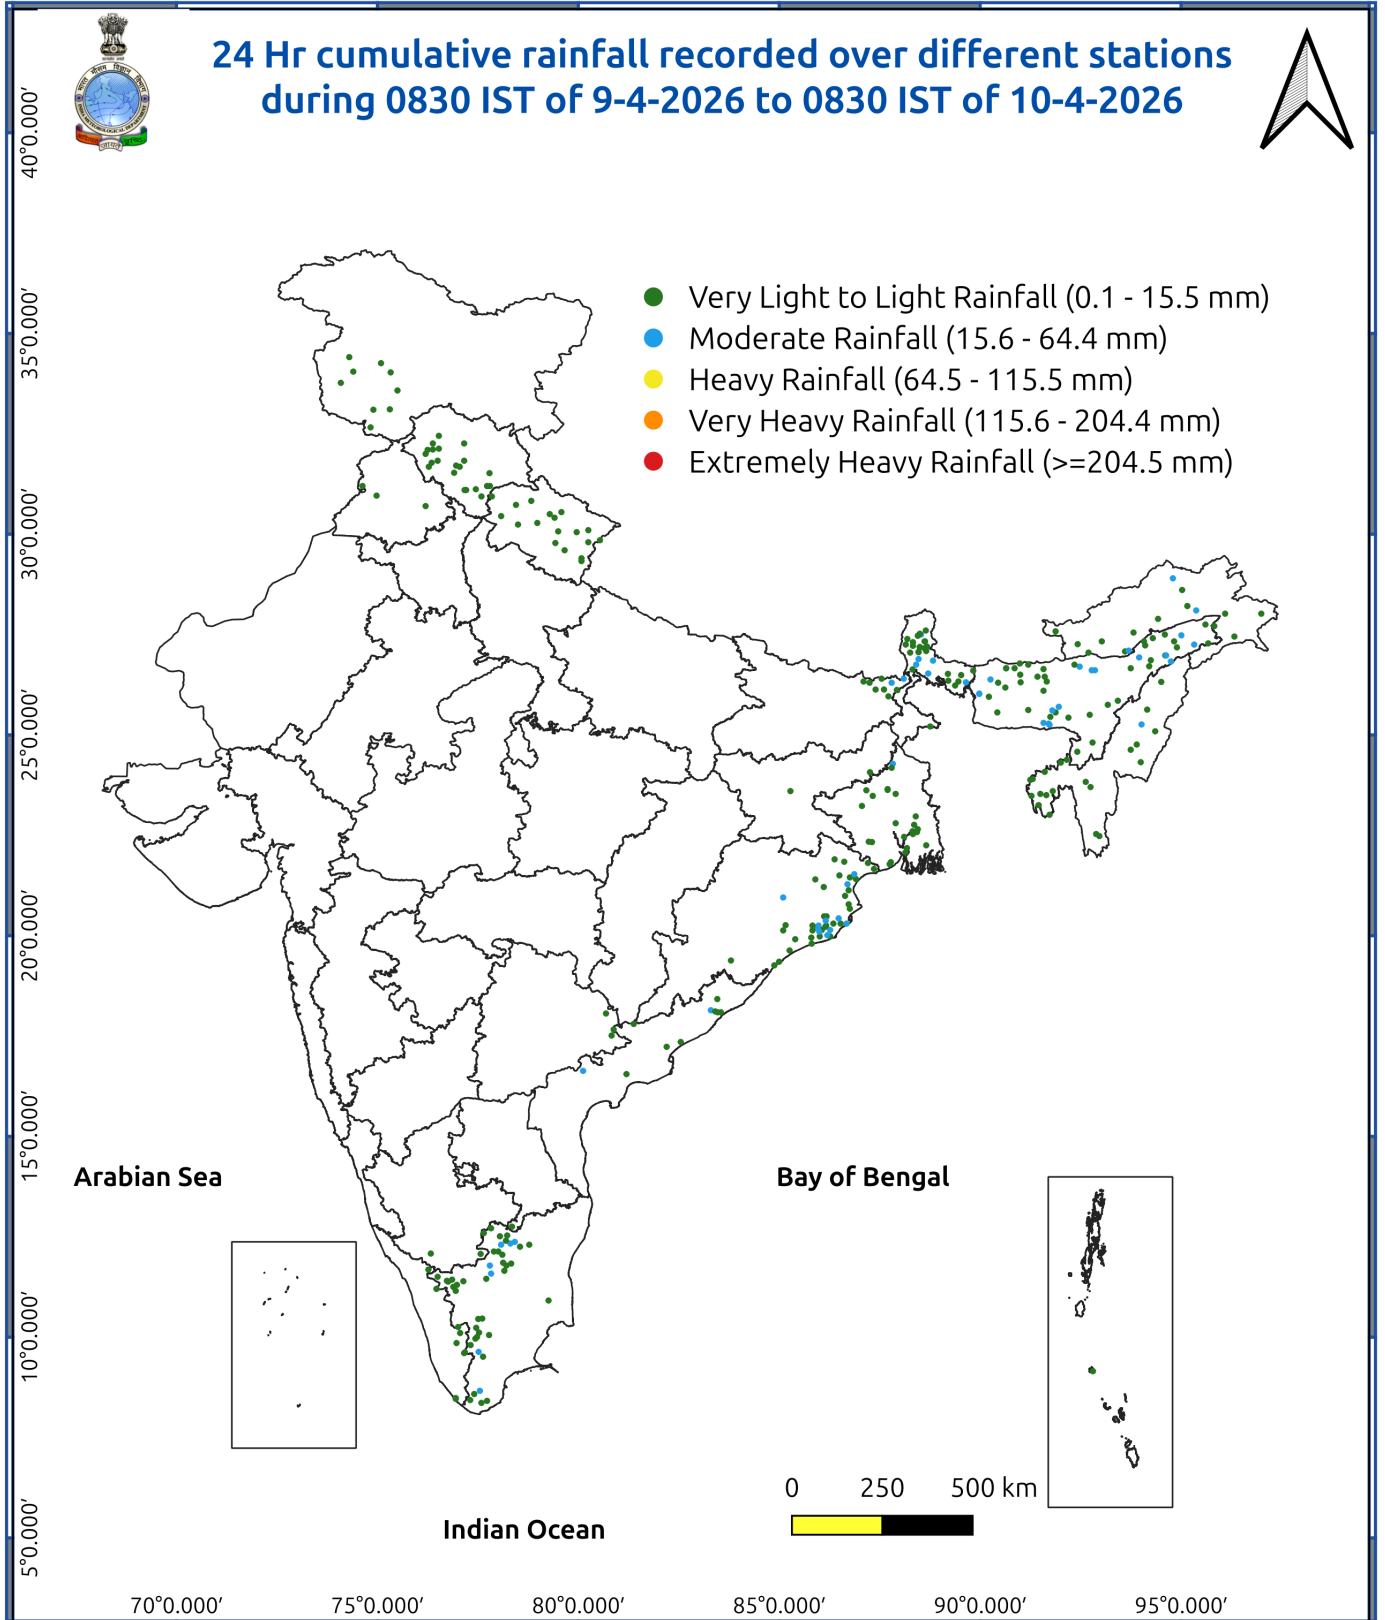 24 Hr cumulative rainfall recorded over different stations
during 0830 IST of 9-4-2026 to 0830 IST of 10-4-2026
Very Light to Light Rainfall (0.1 - 15.5 mm)
Moderate Rainfall (15.6 - 64.4 mm)
Heavy Rainfall (64.5 - 115.5 mm)
Very Heavy Rainfall (115.6 - 204.4 mm)
Extremely Heavy Rainfall (>=204.5 mm)
40°0.000′
35°0.000′
30°0.000′
25°0.000′
20°0.000′
15°0.000′
10°0.000′
5°0.000′
Arabian Sea
Bay of Bengal
Indian Ocean
0 250 500 km
70°0.000′ 75°0.000′ 80°0.000′ 85°0.000′ 90°0.000′ 95°0.000′